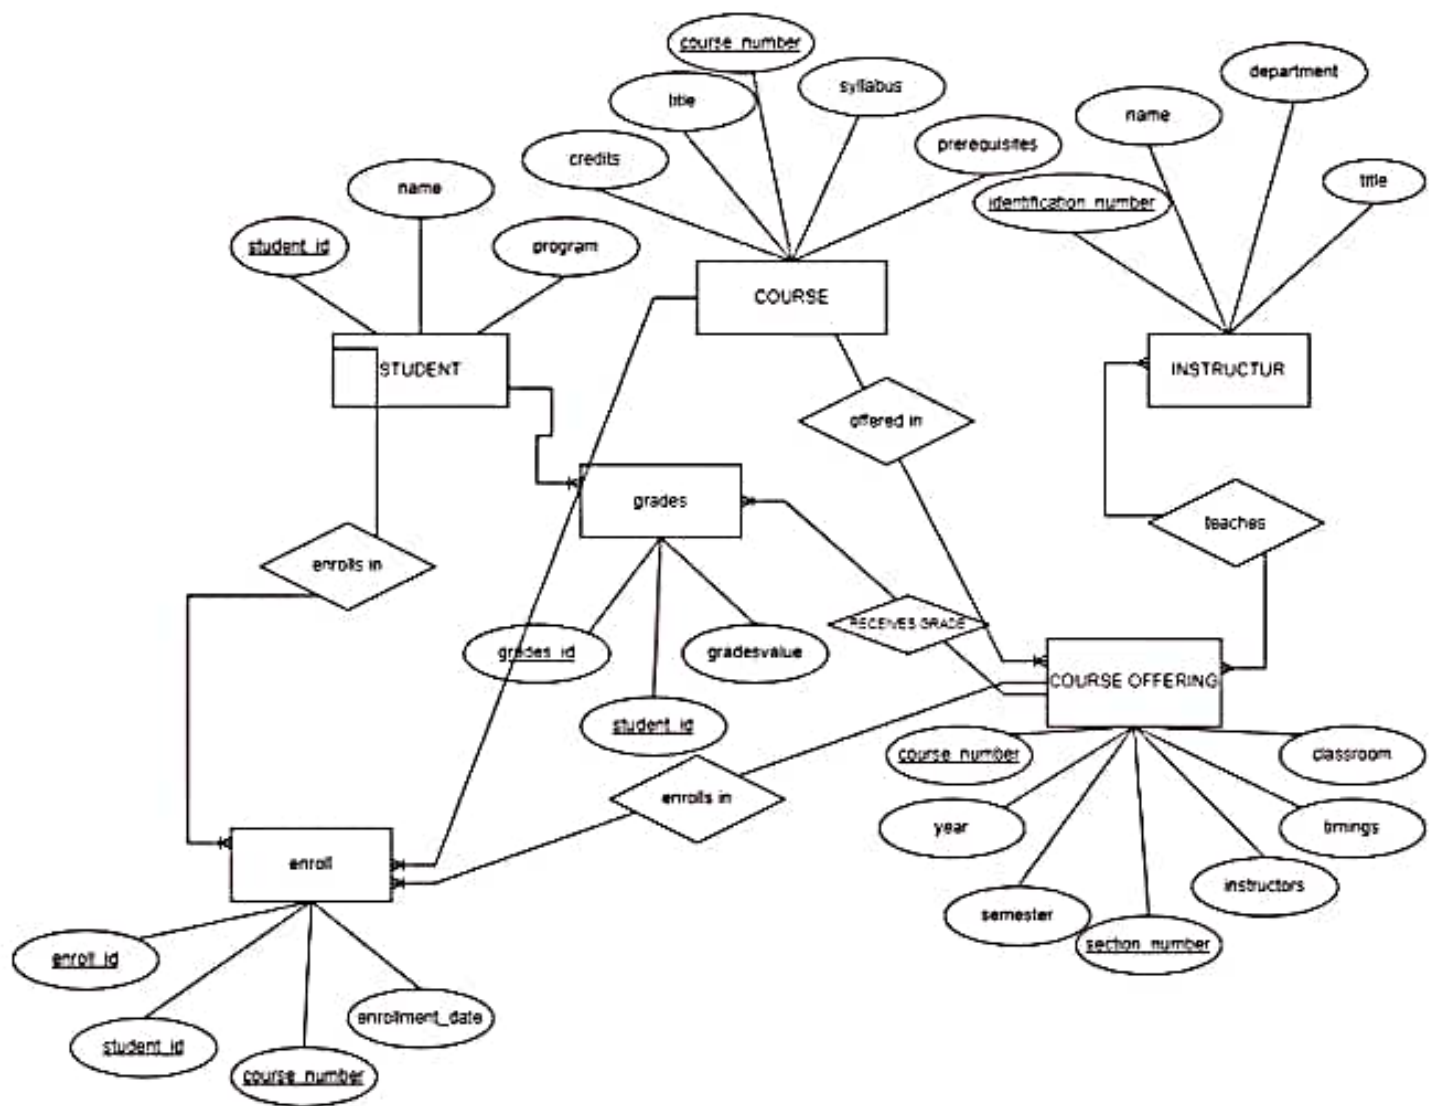 course_number
department
title
syllabus
name
credits
prerequisites
title
name
identification_number
student_id
program
COURSE
STUDENT
INSTRUCTUR
offered in
grades
teaches
enrolls in
RECEIVES GRADE
grades_id
gradesvalue
COURSE OFFERING
student_id
course_number
classroom
enrolls in
year
timings
enroll
instructors
semester
section_number
enroll_id
enrollment_date
student_id
course_number